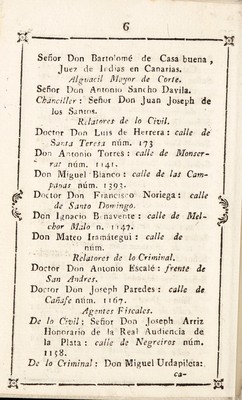 6
Señor Don Bartolomé de Casa buena,
Juez de Indias en Canarias.
Alguacil Mayor de Corte.
Señor Don Antonio Sancho Davila.
Chanciller: Señor Don Juan Joseph de
los Santos.
Relatores de lo Civil.
Doctor Don Luis de Herrera: calle de
Santa Teresa núm. 173
Don Antonio Torres: calle de Monser-
rat núm. 1141.
Don Miguel Blanco: calle de las Cam-
panas núm. 1393.
Doctor Don Francisco Noriega: calle
de Santo Domingo.
Don Ignacio Benavente: calle de Mel-
chor Malo n. 1147.
Don Mateo Iramátegui: calle de
núm.
Relatores de lo Criminal.
Doctor Don Antonio Escalé: frente de
San Andres.
Doctor Don Joseph Paredes: calle de
Cañafe núm. 1167.
Agentes Fiscales.
De lo Civil: Señor Don Joseph Arriz
Honorario de la Real Audiencia de
la Plata: calle de Negreiros núm.
1158.
De lo Criminal: Don Miguel Urdapileta:
ca-